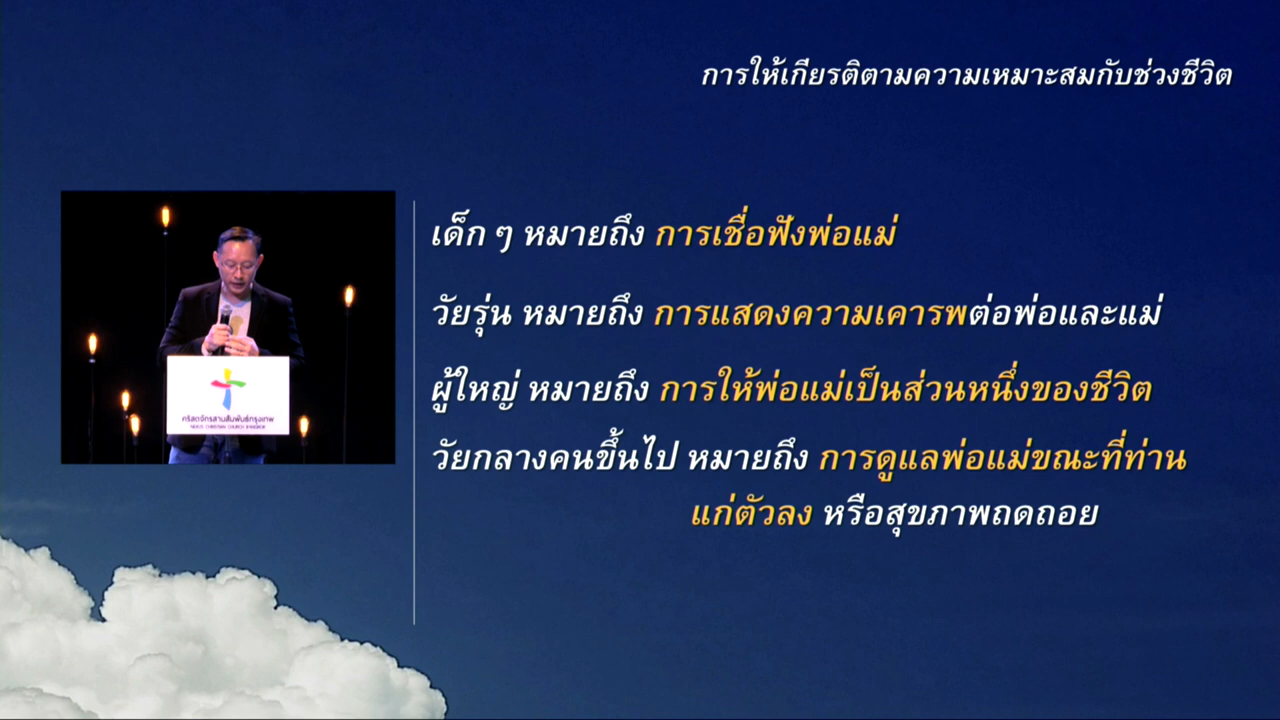 การให้เกียรติตามความเหมาะสมกับช่วงชีวิต
เด็ก ๆ หมายถึง การเชื่อฟังพ่อแม่
วัยรุ่น หมายถึง การแสดงความเคารพต่อพ่อและแม่
ผู้ใหญ่ หมายถึง การให้พ่อแม่เป็นส่วนหนึ่งของชีวิต
วัยกลางคนขึ้นไป หมายถึง การดูแลพ่อแม่ขณะที่ท่าน
แก่ตัวลง หรือสุขภาพถดถอย
คริสตจักรสานสัมพันธ์กรุงเทพ
NEXUS CHRISTIAN CHURCH BANGKOK